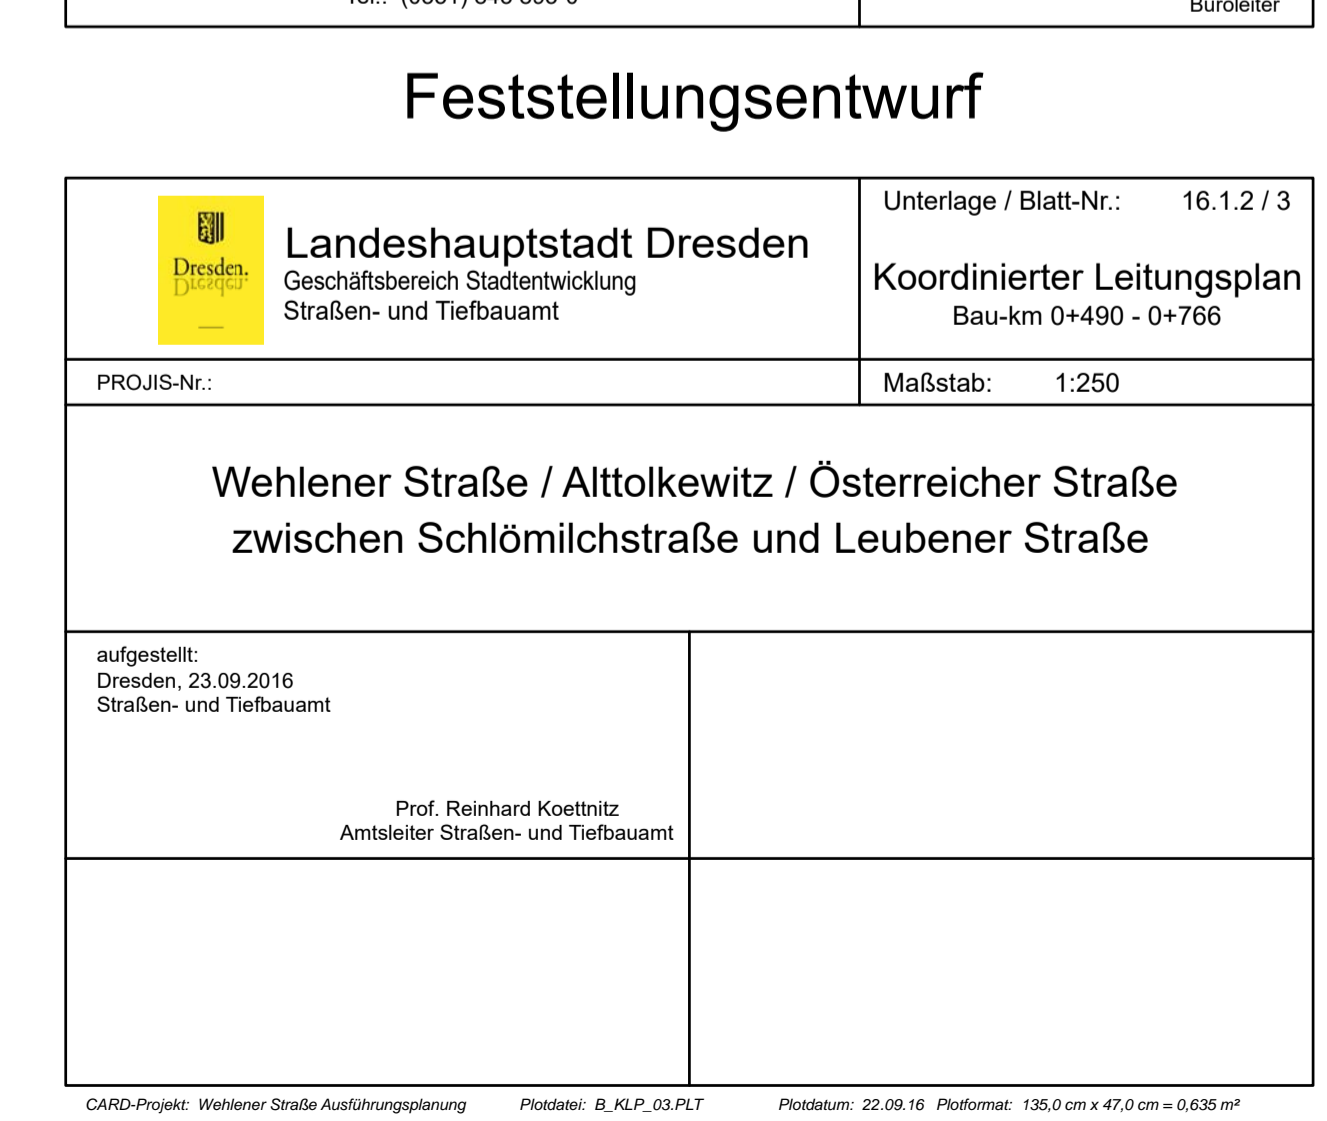 Büroleiter
Feststellungsentwurf
Dresden.
Landeshauptstadt Dresden
Geschäftsbereich Stadtentwicklung
Straßen- und Tiefbauamt
Unterlage / Blatt-Nr.: 16.1.2 / 3
Koordinierter Leitungsplan
Bau-km 0+490 - 0+766
PROJIS-Nr.:
Maßstab: 1:250
Wehlener Straße / Alttolkewitz / Österreicher Straße
zwischen Schlömilchstraße und Leubener Straße
aufgestellt:
Dresden, 23.09.2016
Straßen- und Tiefbauamt
Prof. Reinhard Koettnitz
Amtsleiter Straßen- und Tiefbauamt
CARD-Projekt: Wehlener Straße Ausführungsplanung Plotdatei: B_KLP_03.PLT Plotdatum: 22.09.16 Plotformat: 135,0 cm x 47,0 cm = 0,635 m²